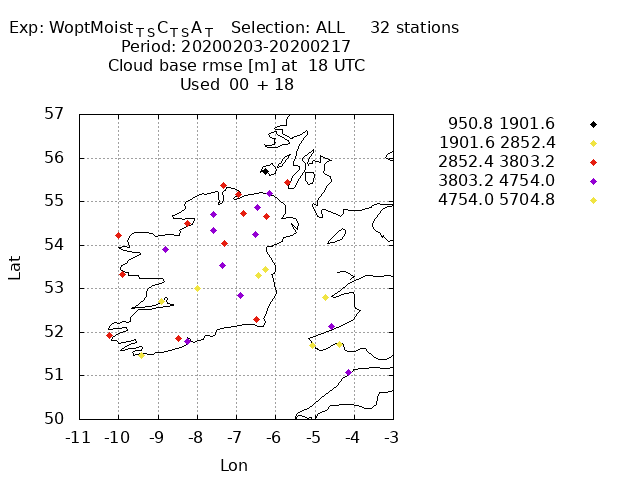 Exp: WoptMoist T S C T S A T Selection: ALL 32 stations
Period: 20200203-20200217
Cloud base rmse [m] at 18 UTC
Used 00 + 18
950.8 1901.6
1901.6 2852.4
2852.4 3803.2
3803.2 4754.0
4754.0 5704.8
57
56
55
54
53
52
51
50
Lat
-11 -10 -9 -8 -7 -6 -5 -4 -3
Lon